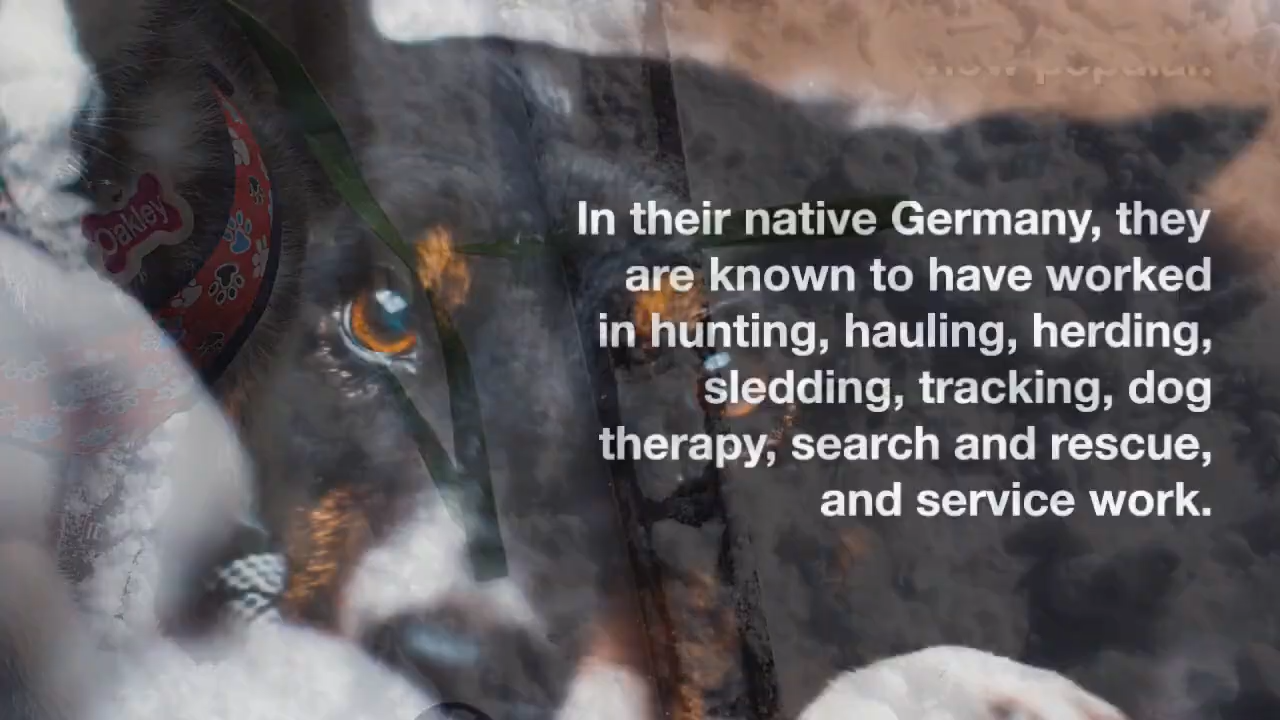 Oakley
In their native Germany, they
are known to have worked
in hunting, hauling, herding,
sledding, tracking, dog
therapy, search and rescue,
and service work.